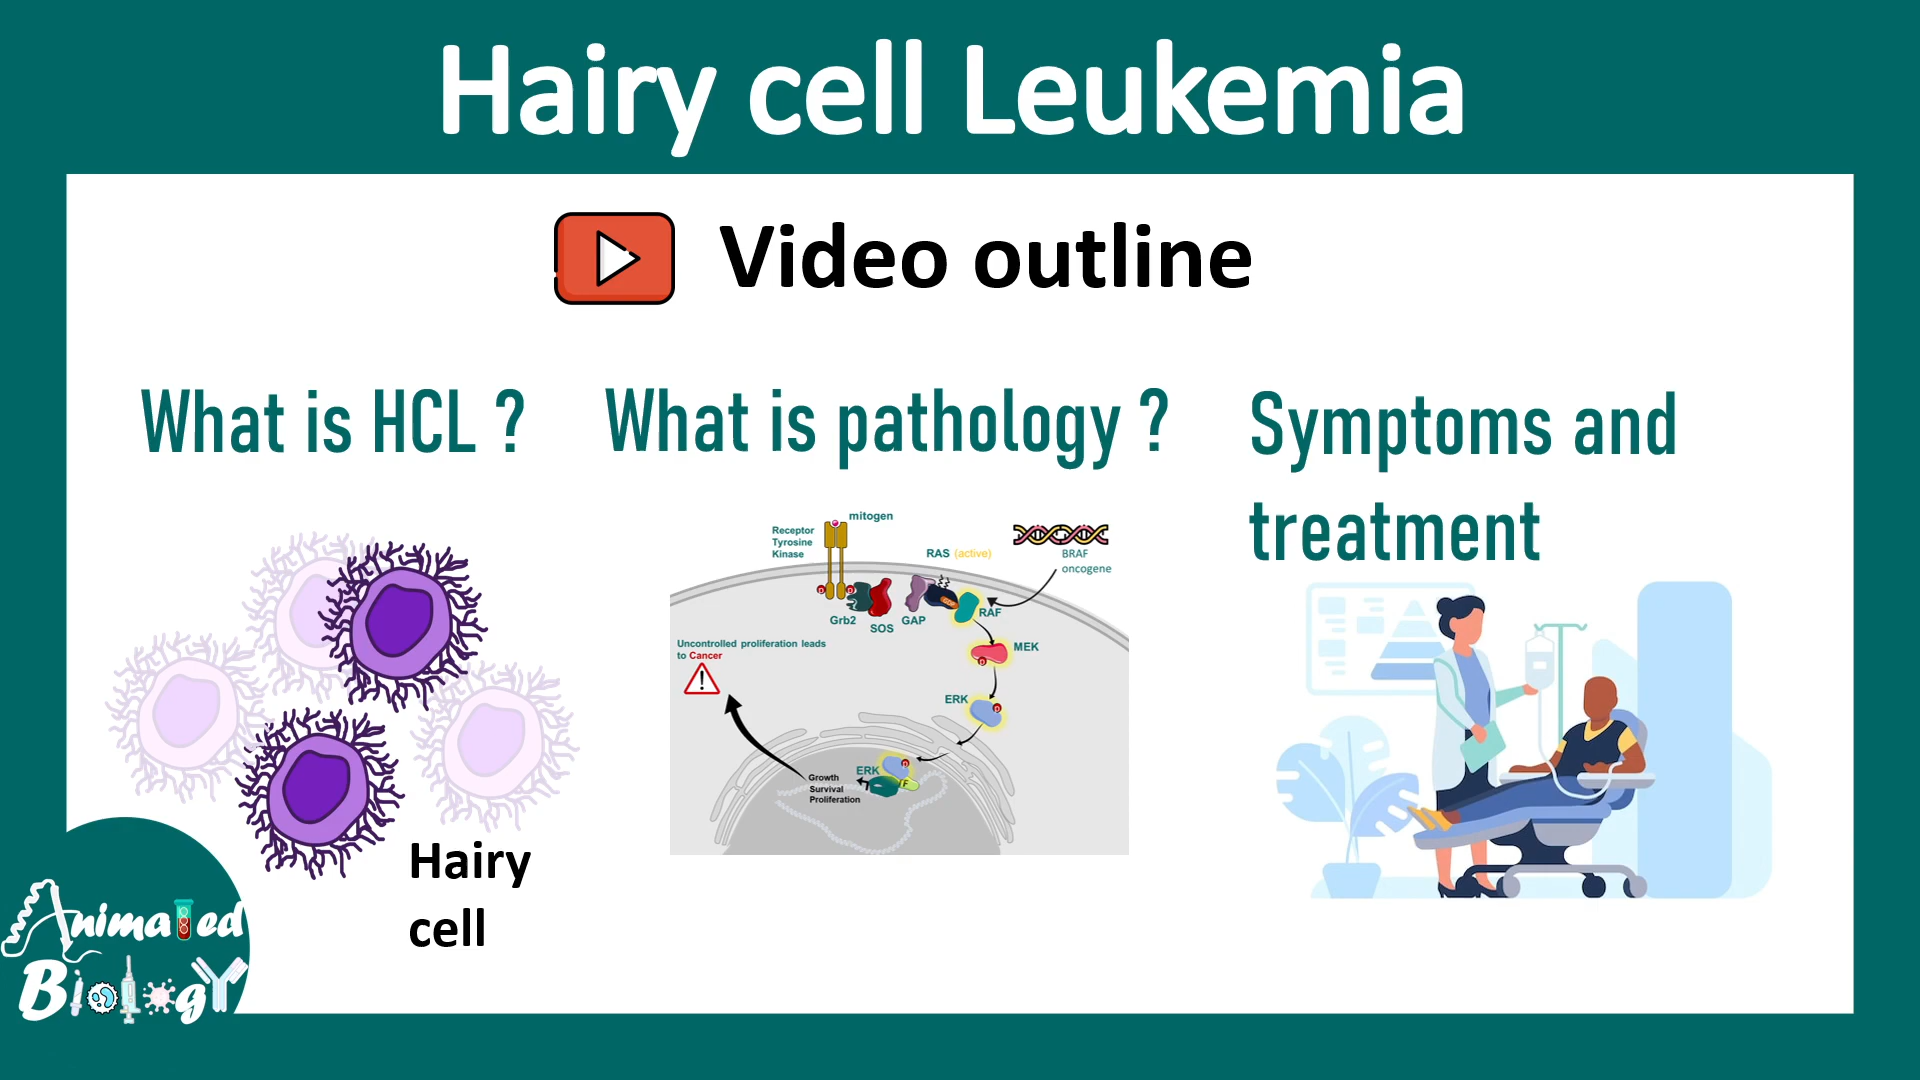 Hairy cell Leukemia
Video outline
What is HCL ?
What is pathology ?
Symptoms and
treatment
mitogen
Receptor
Tyrosine
Kinase
RAS (active)
BRAF
oncogene
P
P
Grb2
SOS
GAP
RAF
Uncontrolled proliferation leads
to Cancer
MEK
P
ERK
P
ERK
P
TF
Growth
Survival
Proliferation
Hairy
cell
Animated
Biology